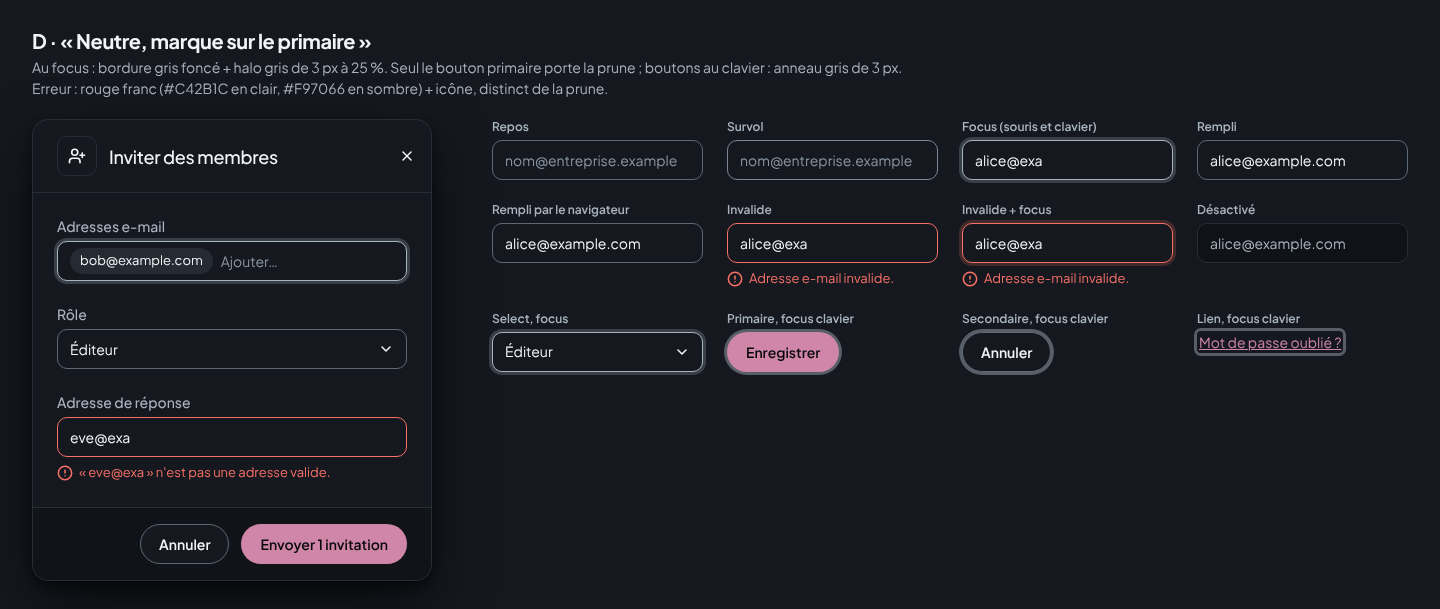 D · « Neutre, marque sur le primaire »
Au focus : bordure gris foncé + halo gris de 3 px à 25 %. Seul le bouton primaire porte la prune ; boutons au clavier : anneau gris de 3 px.
Erreur : rouge franc (#C42B1C en clair, #F97066 en sombre) + icône, distinct de la prune.
Inviter des membres
Adresses e-mail
bob@example.com Ajouter…
Rôle
Éditeur
Adresse de réponse
eve@exa
« eve@exa » n'est pas une adresse valide.
Annuler
Envoyer 1 invitation
Repos
nom@entreprise.example
Survol
nom@entreprise.example
Focus (souris et clavier)
alice@exa
Rempli
alice@example.com
Rempli par le navigateur
alice@example.com
Invalide
alice@exa
Adresse e-mail invalide.
Invalide + focus
alice@exa
Adresse e-mail invalide.
Désactivé
alice@example.com
Select, focus
Éditeur
Primaire, focus clavier
Enregistrer
Secondaire, focus clavier
Annuler
Lien, focus clavier
Mot de passe oublié ?